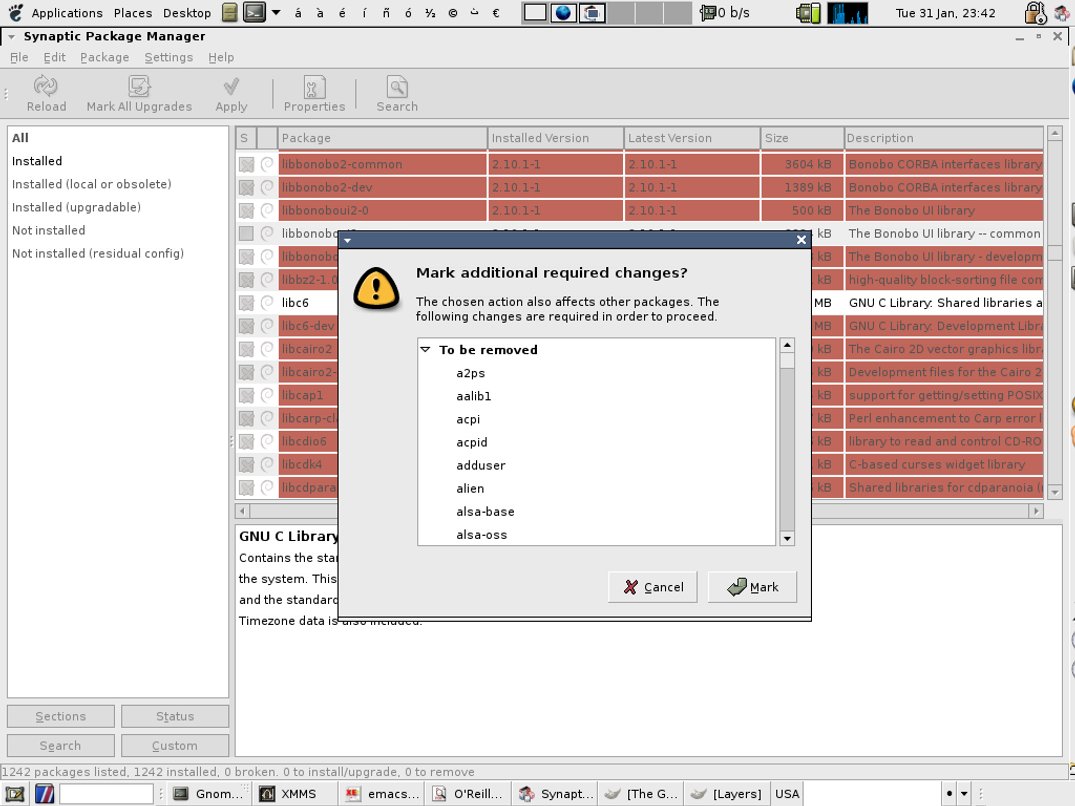 Applications Places Desktop á à é í ñ ó ½ © ü € 0 b/s Tue 31 Jan, 23:42
Synaptic Package Manager
File Edit Package Settings Help
Reload Mark All Upgrades Apply Properties Search
All
Installed
Installed (local or obsolete)
Installed (upgradable)
Not installed
Not installed (residual config)
S Package Installed Version Latest Version Size Description
libbonobo2-common 2.10.1-1 2.10.1-1 3604 kB Bonobo CORBA interfaces library
libbonobo2-dev 2.10.1-1 2.10.1-1 1389 kB Bonobo CORBA interfaces library
libbonoboui2-0 2.10.1-1 2.10.1-1 500 kB The Bonobo UI library
The Bonobo UI library -- common
kB The Bonobo UI library - developm
libbz2-1.0 kB high-quality block-sorting file com
libc6 MB GNU C Library: Shared libraries a
libc6-dev MB GNU C Library: Development Libr
libcairo2 kB The Cairo 2D vector graphics libr
libcairo2- kB Development files for the Cairo 2
libcap1 kB support for getting/setting POSIX
libcarp-cl kB Perl enhancement to Carp error l
libcdio6 kB library to read and control CD-RO
libcdk4 kB C-based curses widget library
libcdpara kB Shared libraries for cdparanoia (
Mark additional required changes?
The chosen action also affects other packages. The
following changes are required in order to proceed.
To be removed
a2ps
aalib1
acpi
acpid
adduser
alien
alsa-base
alsa-oss
Cancel Mark
GNU C Library
Contains the sta
the system. This
and the standard
Timezone data is also included.
Sections Status
Search Custom
1242 packages listed, 1242 installed, 0 broken. 0 to install/upgrade, 0 to remove
Gnom... XMMS emacs... O'Reill... Synapt... [The G... [Layers] USA